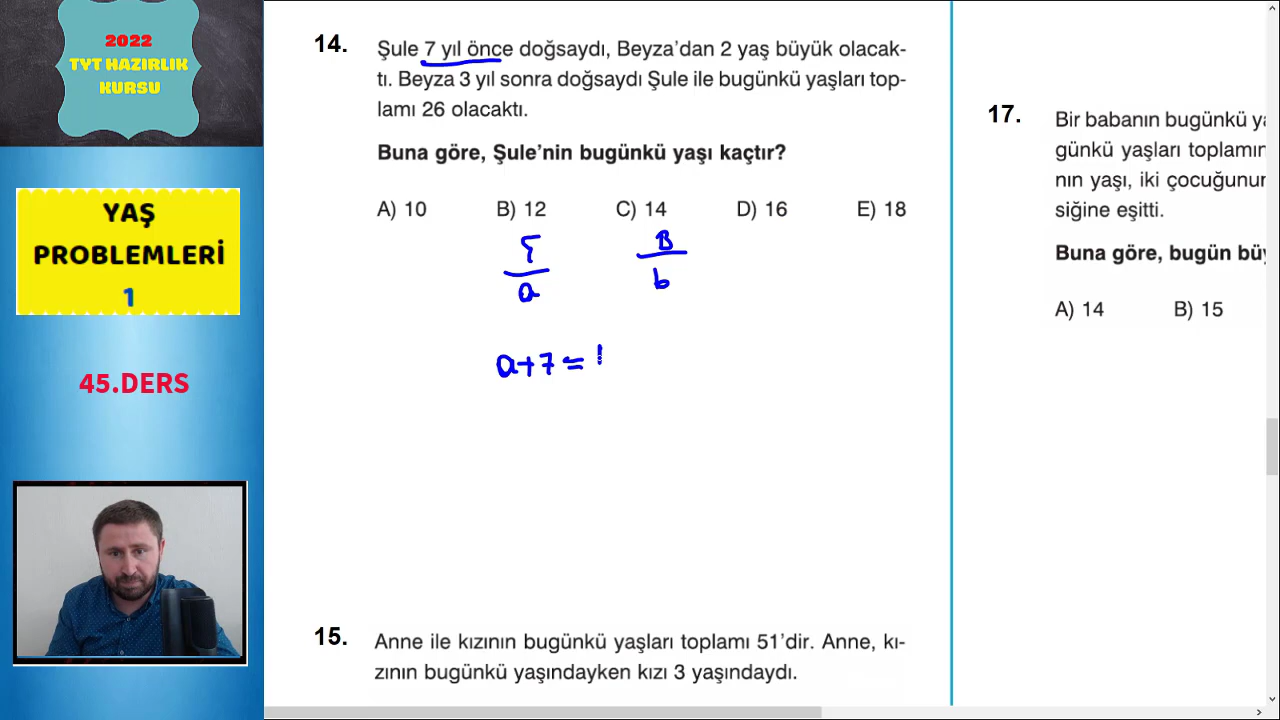 2022
TYT HAZIRLIK
KURSU
YAŞ
PROBLEMLERİ
1
45.DERS
14.
Şule 7 yıl önce doğsaydı, Beyza'dan 2 yaş büyük olacak-
tı. Beyza 3 yıl sonra doğsaydı Şule ile bugünkü yaşları top-
lamı 26 olacaktı.
Buna göre, Şule'nin bugünkü yaşı kaçtır?
A) 10 B) 12 C) 14 D) 16 E) 18
Ş B
a b
a+7=
15.
Anne ile kızının bugünkü yaşları toplamı 51'dir. Anne, kı-
zının bugünkü yaşındayken kızı 3 yaşındaydı.
17.
Bir babanın bugünkü
günkü yaşları
nın yaşı, iki
siğine eşitti.
Buna göre, bugün
A) 14 B) 15